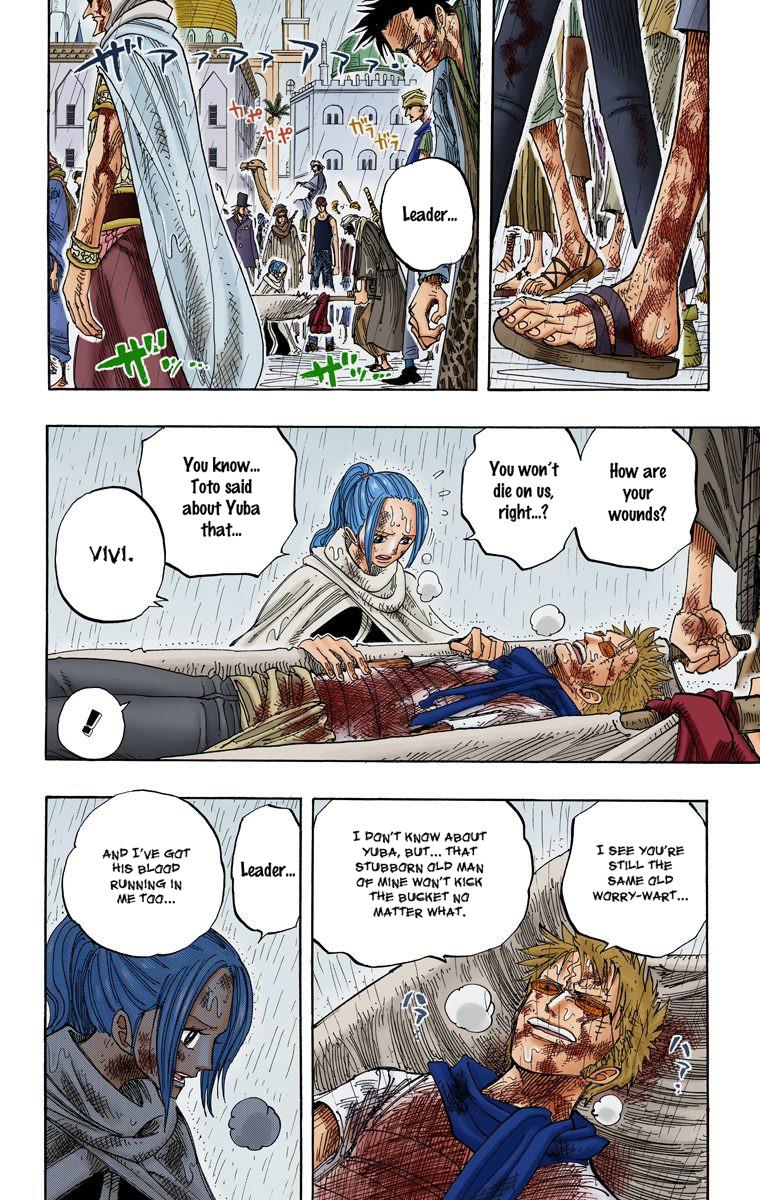 ザァァァァァァッ…
ガポ
ガポ
ガラ
ガラ
Leader...
ザッ…
ザッ…
How are
your
wounds?
You won't
die on us,
right...?
You know...
Toto said
about Yuba
that...
VIVI.
!
I SEE YOU'RE
STILL THE
SAME OLD
WORRY-WART...
I DON'T KNOW ABOUT
YUBA, BUT... THAT
STUBBORN OLD MAN
OF MINE WON'T KICK
THE BUCKET NO
MATTER WHAT.
ハァ…
ハァ
Leader...
AND I'VE GOT
HIS BLOOD
RUNNING IN
ME TOO...